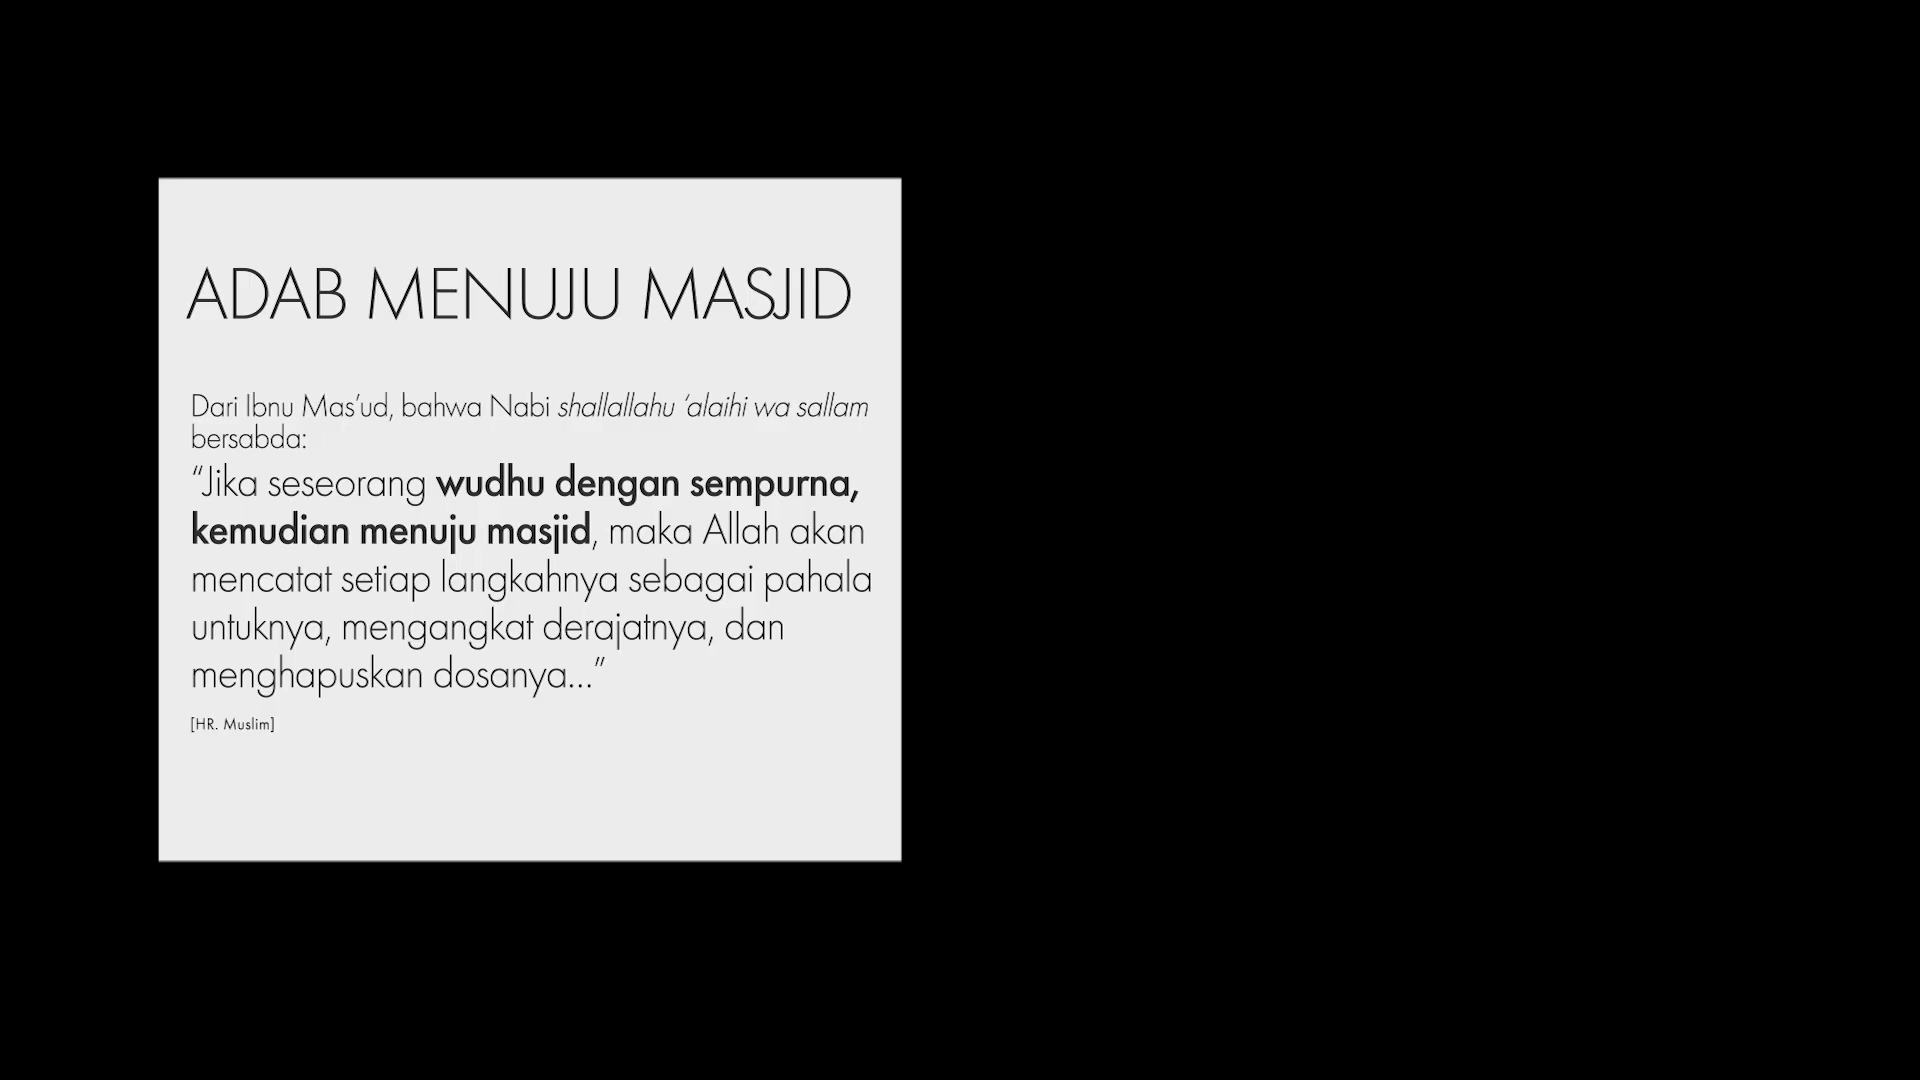 ADAB MENUJU MASJID
Dari Ibnu Mas’ud, bahwa Nabi shallallahu ‘alaihi wa sallam
bersabda:
“Jika seseorang wudhu dengan sempurna,
kemudian menuju masjid, maka Allah akan
mencatat setiap langkahnya sebagai pahala
untuknya, mengangkat derajatnya, dan
menghapuskan dosanya...”
[HR. Muslim]